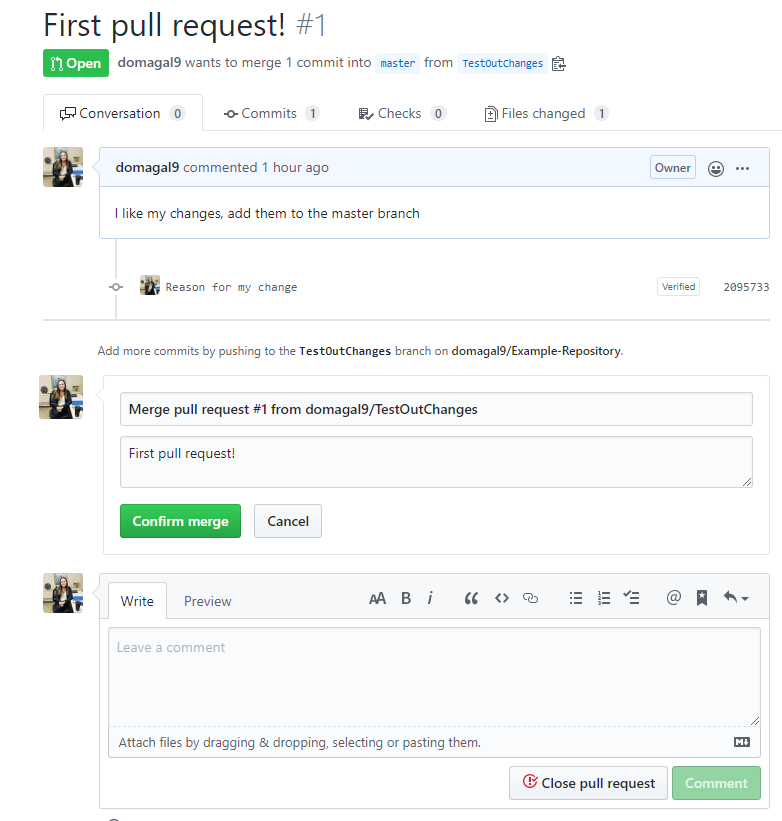 First pull request! #1
Open domagal9 wants to merge 1 commit into master from TestOutChanges
Conversation 0 Commits 1 Checks 0 Files changed 1
domagal9 commented 1 hour ago Owner
I like my changes, add them to the master branch
Reason for my change Verified 2095733
Add more commits by pushing to the TestOutChanges branch on domagal9/Example-Repository.
Merge pull request #1 from domagal9/TestOutChanges
First pull request!
Confirm merge Cancel
Write Preview AA B i
Leave a comment
Attach files by dragging & dropping, selecting or pasting them.
Close pull request Comment